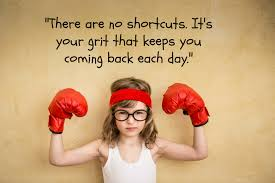 "There are no shortcuts. It's
your grit that keeps you
coming back each day."